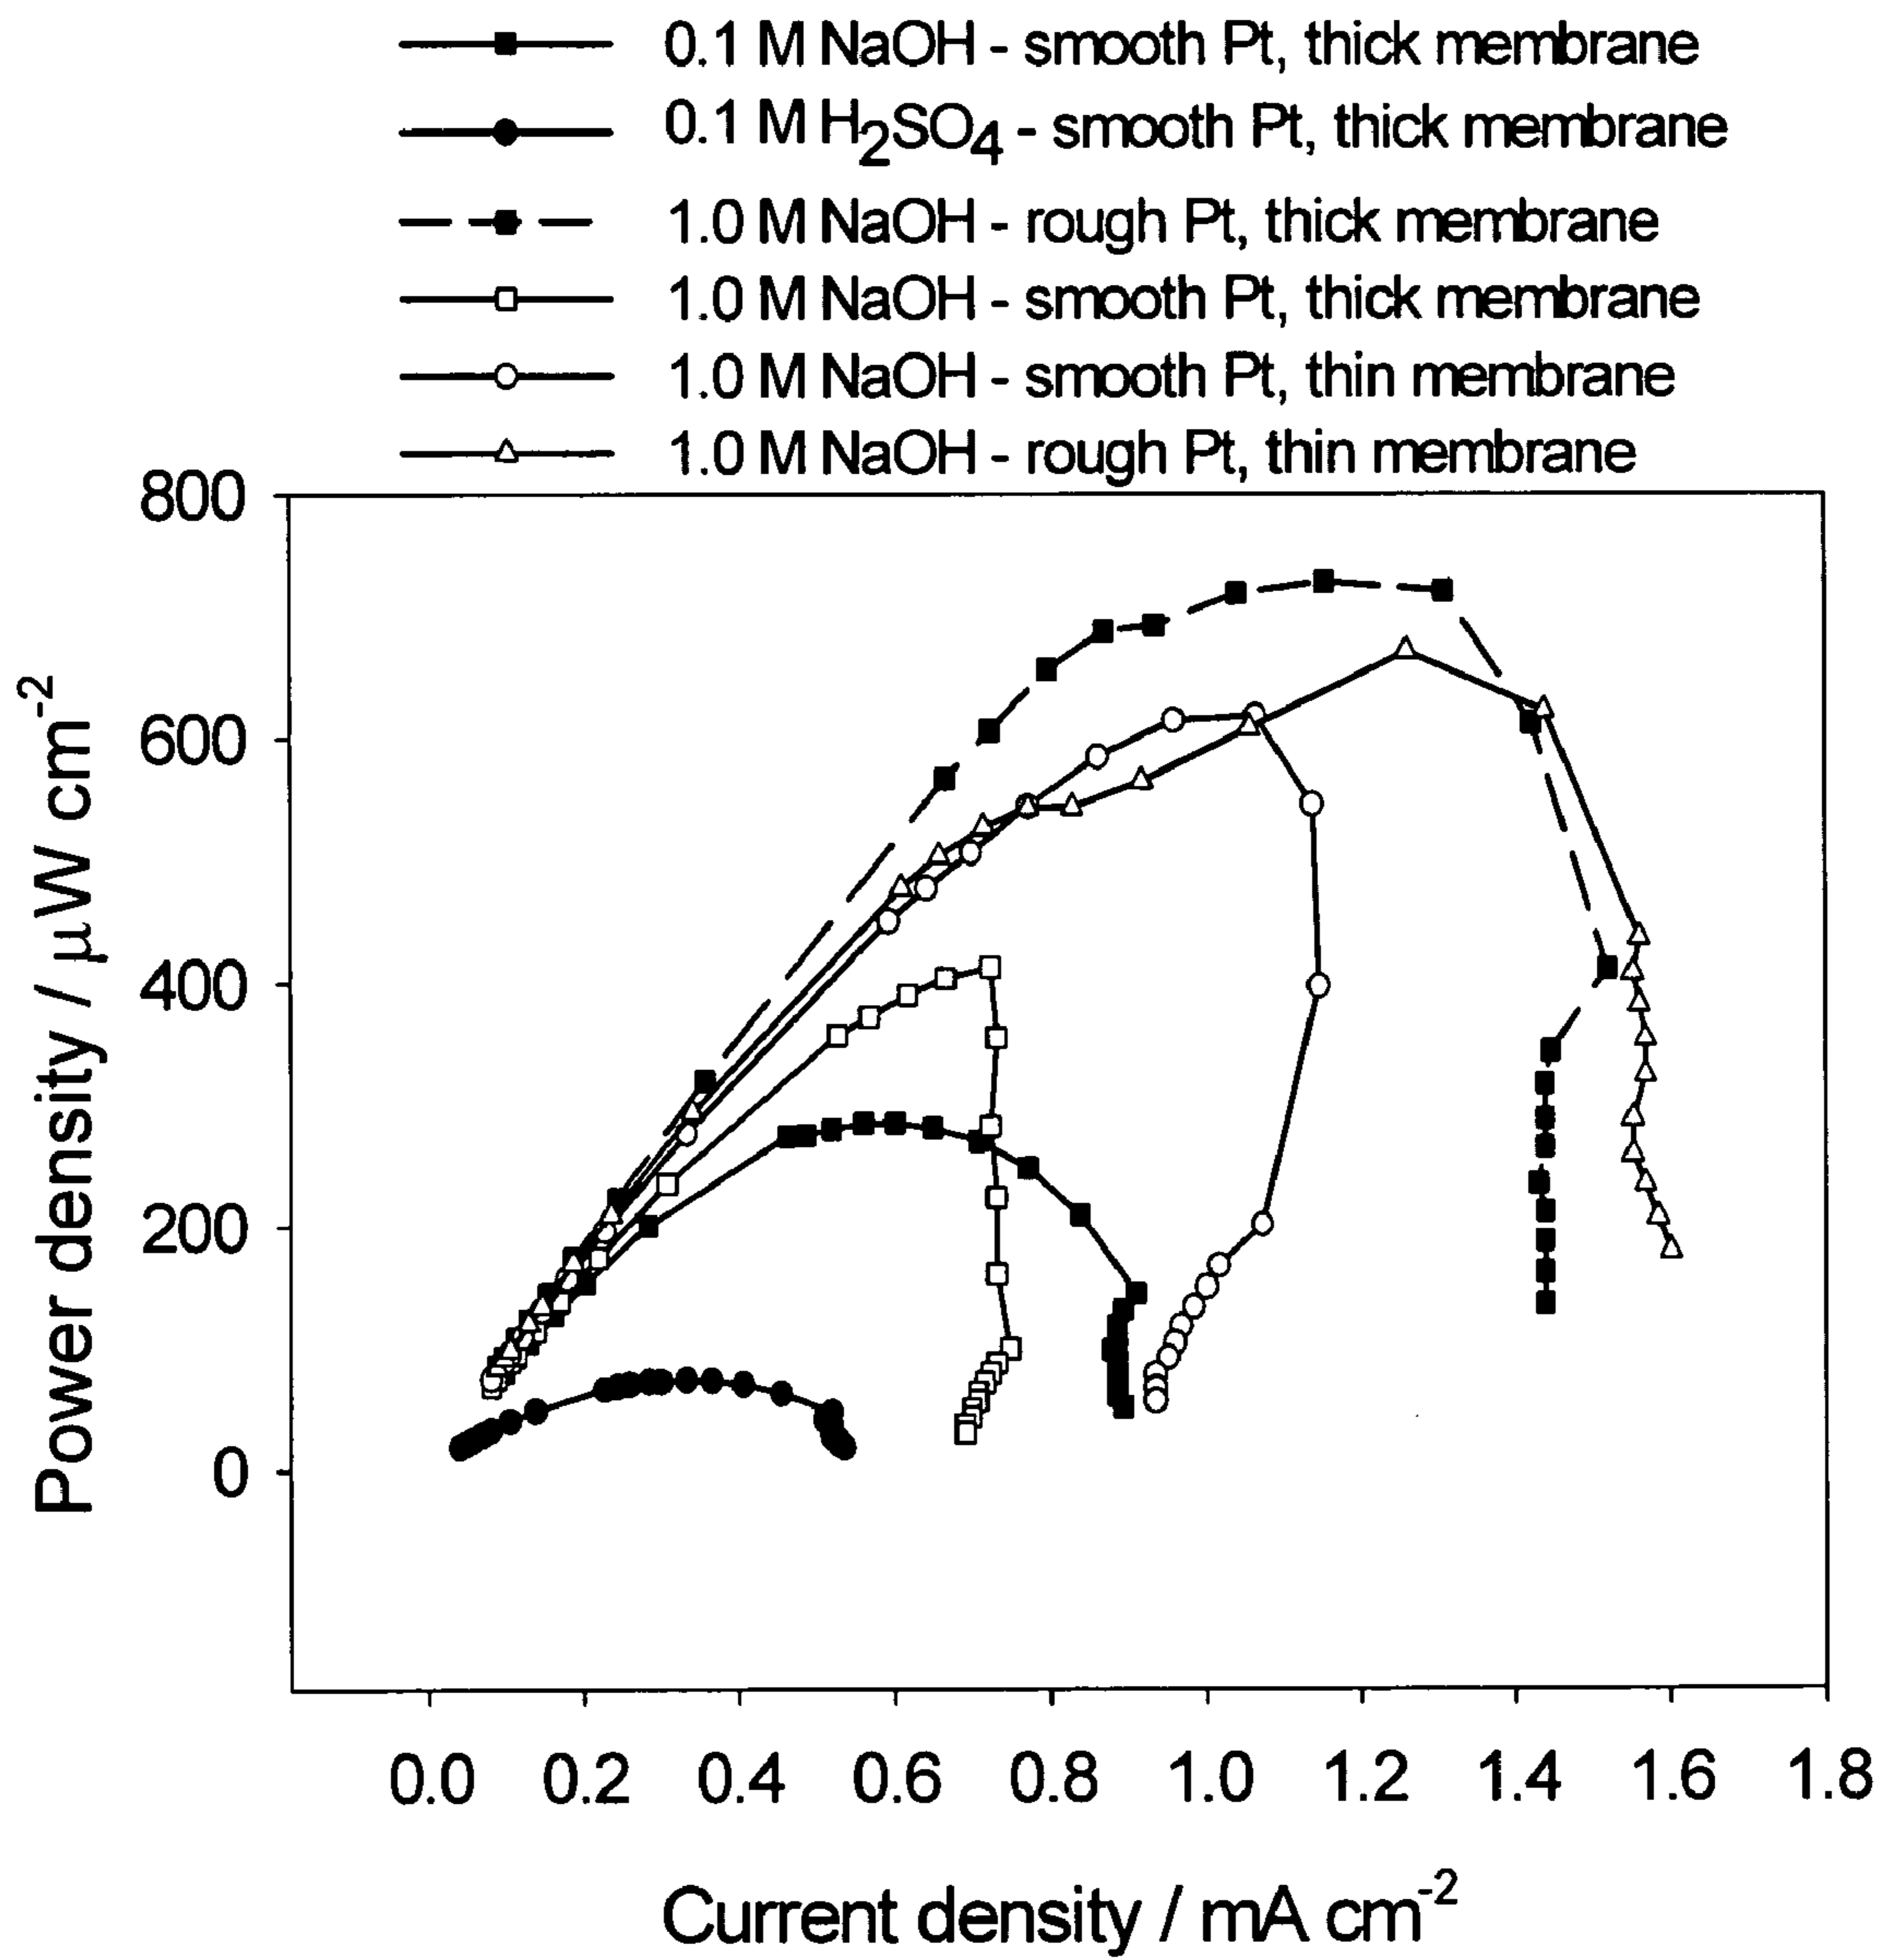 0.1 M NaOH - smooth Pt, thick membrane
0.1 M H₂SO₄ - smooth Pt, thick membrane
1.0 M NaOH - rough Pt, thick membrane
1.0 M NaOH - smooth Pt, thick membrane
1.0 M NaOH - smooth Pt, thin membrane
1.0 M NaOH - rough Pt, thin membrane
800
600
400
200
0
Power density / µW cm⁻²
0.0 0.2 0.4 0.6 0.8 1.0 1.2 1.4 1.6 1.8
Current density / mA cm⁻²